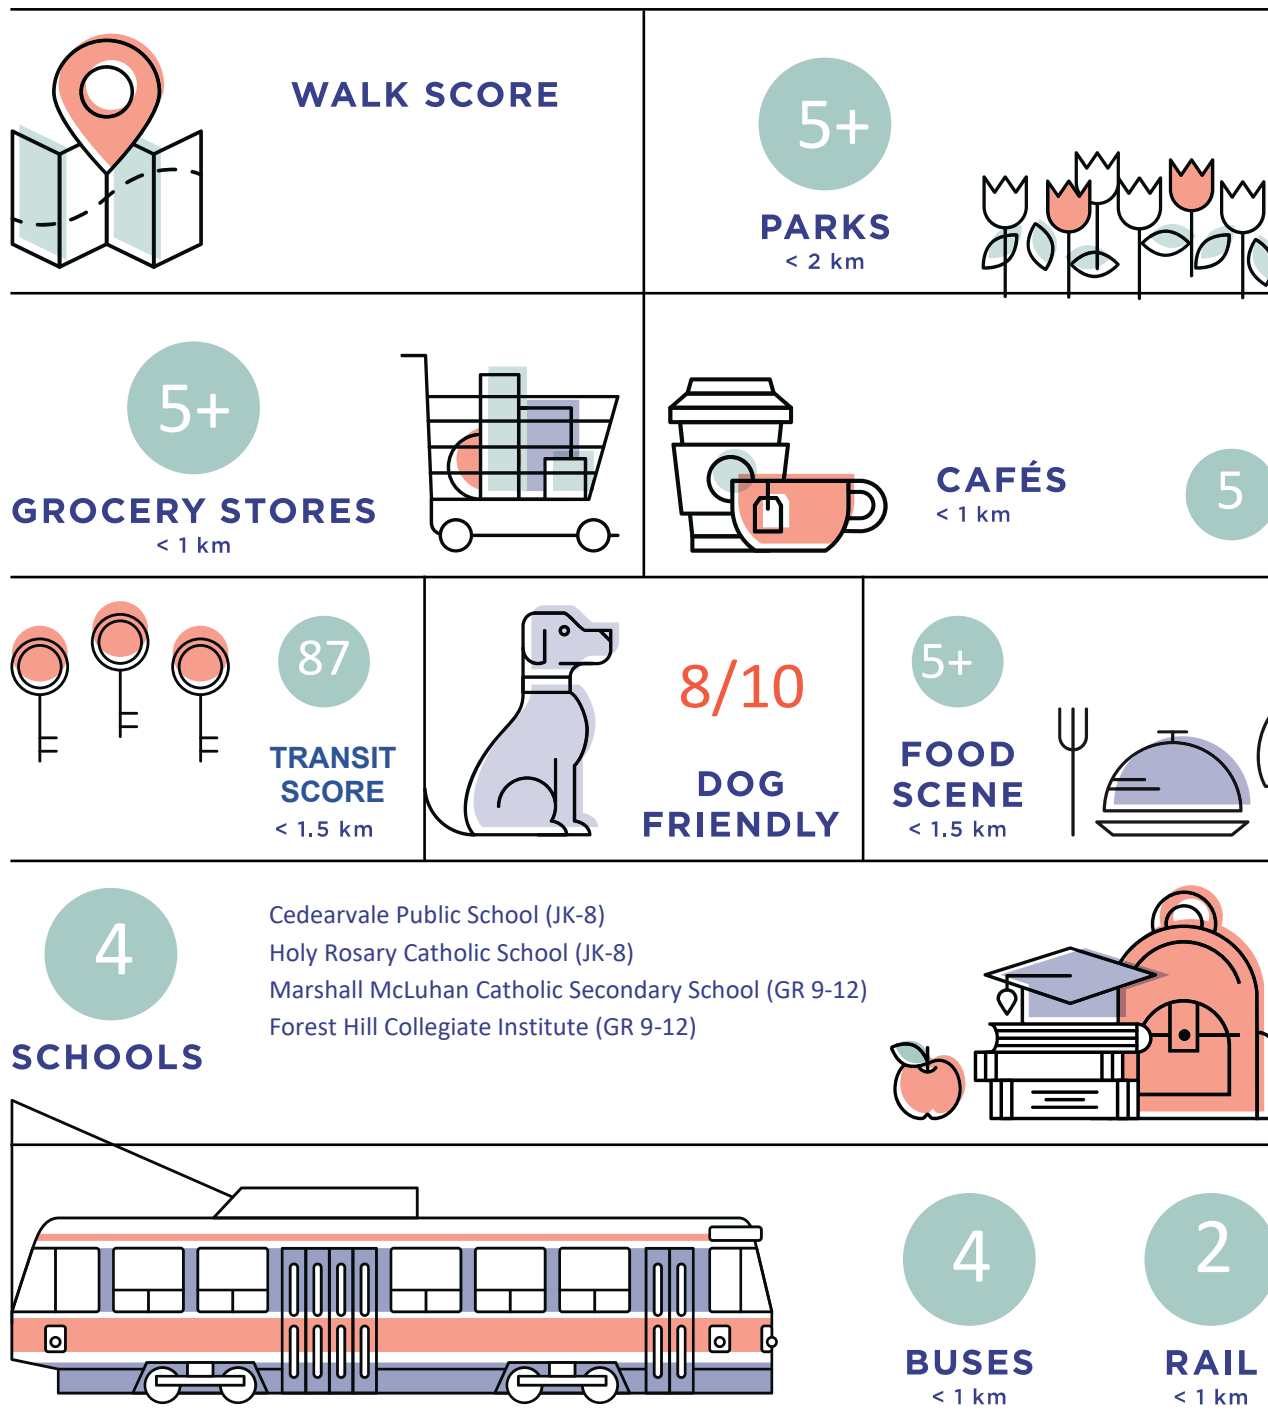 WALK SCORE
5+
PARKS
< 2 km
5+
GROCERY STORES
< 1 km
CAFÉS
< 1 km
5
87
TRANSIT
SCORE
< 1.5 km
8/10
DOG
FRIENDLY
5+
FOOD
SCENE
< 1.5 km
4
SCHOOLS
Cedearvale Public School (JK-8)
Holy Rosary Catholic School (JK-8)
Marshall McLuhan Catholic Secondary School (GR 9-12)
Forest Hill Collegiate Institute (GR 9-12)
4
BUSES
< 1 km
2
RAIL
< 1 km